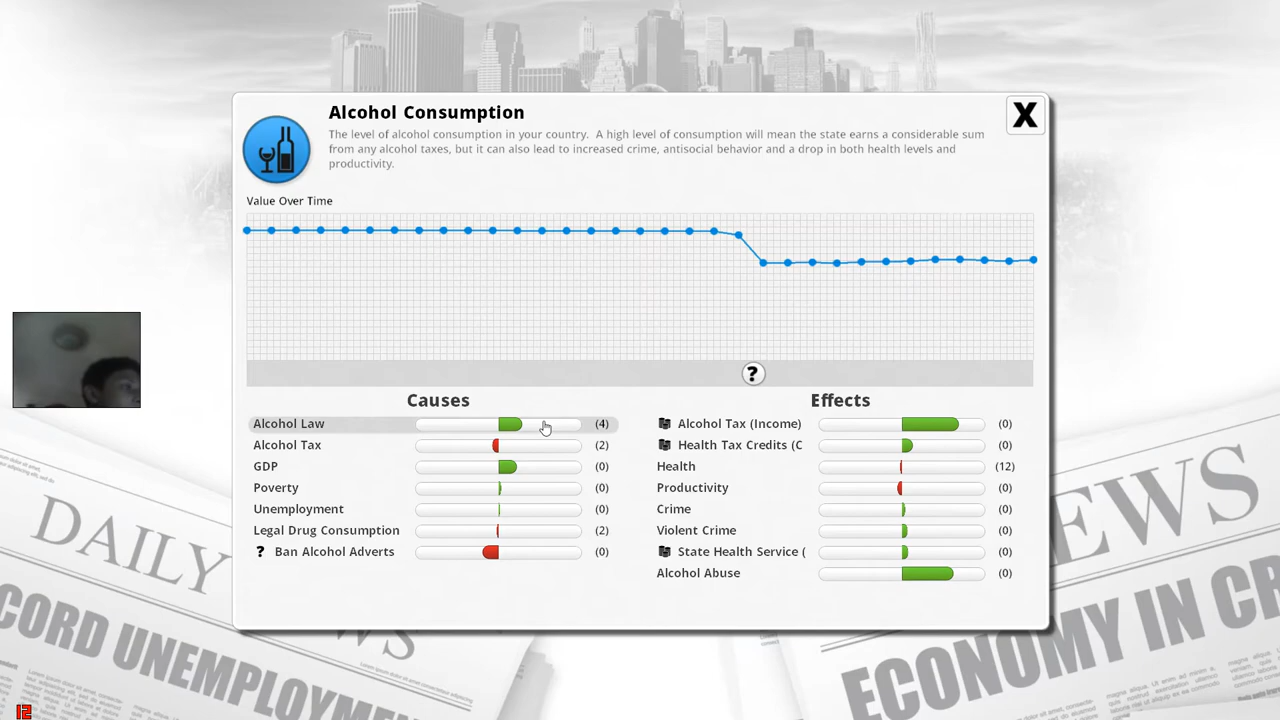 Alcohol Consumption
X
The level of alcohol consumption in your country. A high level of consumption will mean the state earns a considerable sum
from any alcohol taxes, but it can also lead to increased crime, antisocial behavior and a drop in both health levels and
productivity.
Value Over Time
?
Causes
Alcohol Law (4)
Alcohol Tax (2)
GDP (0)
Poverty (0)
Unemployment (0)
Legal Drug Consumption (2)
? Ban Alcohol Adverts (0)
Effects
Alcohol Tax (Income) (0)
Health Tax Credits (C (0)
Health (12)
Productivity (0)
Crime (0)
Violent Crime (0)
State Health Service ( (0)
Alcohol Abuse (0)
DAILY
NEWS
CORD UNEMPLOYM
EWS
ECONOMY IN CR
12